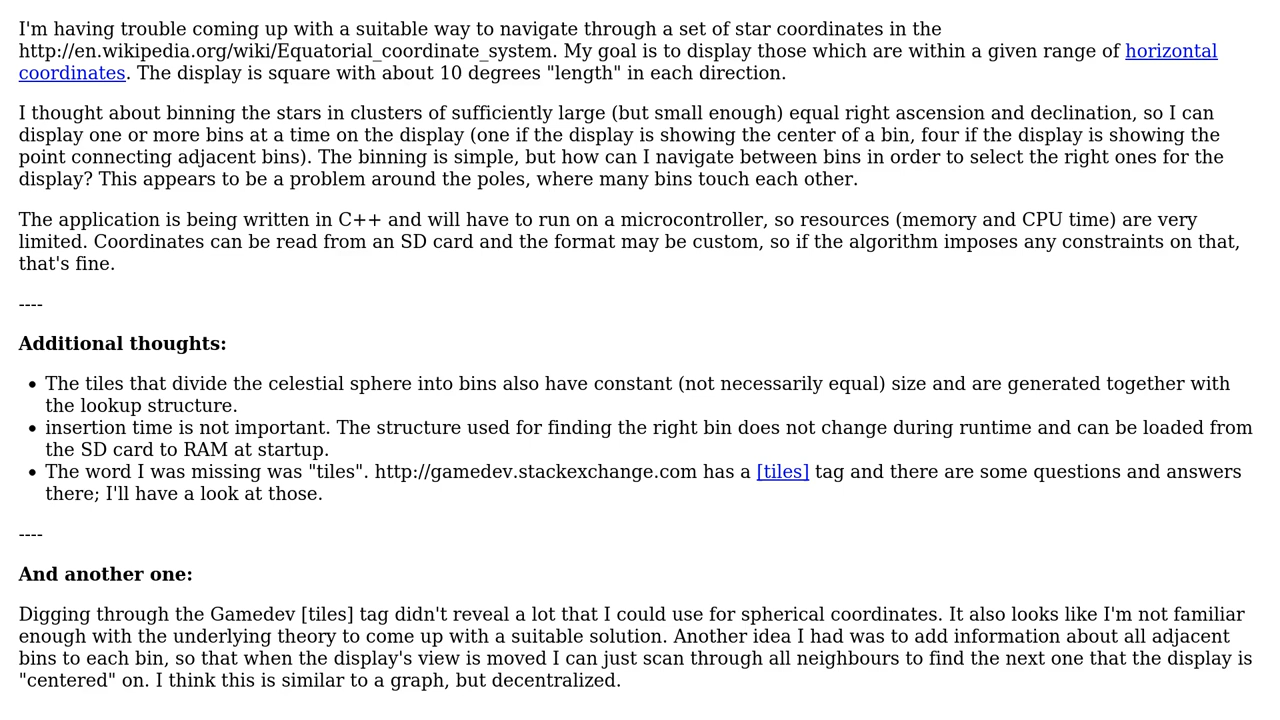 I'm having trouble coming up with a suitable way to navigate through a set of star coordinates in the
http://en.wikipedia.org/wiki/Equatorial_coordinate_system. My goal is to display those which are within a given range of horizontal
coordinates. The display is square with about 10 degrees "length" in each direction.
I thought about binning the stars in clusters of sufficiently large (but small enough) equal right ascension and declination, so I can
display one or more bins at a time on the display (one if the display is showing the center of a bin, four if the display is showing the
point connecting adjacent bins). The binning is simple, but how can I navigate between bins in order to select the right ones for the
display? This appears to be a problem around the poles, where many bins touch each other.
The application is being written in C++ and will have to run on a microcontroller, so resources (memory and CPU time) are very
limited. Coordinates can be read from an SD card and the format may be custom, so if the algorithm imposes any constraints on that,
that's fine.
----
Additional thoughts:
• The tiles that divide the celestial sphere into bins also have constant (not necessarily equal) size and are generated together with
the lookup structure.
• insertion time is not important. The structure used for finding the right bin does not change during runtime and can be loaded from
the SD card to RAM at startup.
• The word I was missing was "tiles". http://gamedev.stackexchange.com has a [tiles] tag and there are some questions and answers
there; I'll have a look at those.
----
And another one:
Digging through the Gamedev [tiles] tag didn't reveal a lot that I could use for spherical coordinates. It also looks like I'm not familiar
enough with the underlying theory to come up with a suitable solution. Another idea I had was to add information about all adjacent
bins to each bin, so that when the display's view is moved I can just scan through all neighbours to find the next one that the display is
"centered" on. I think this is similar to a graph, but decentralized.